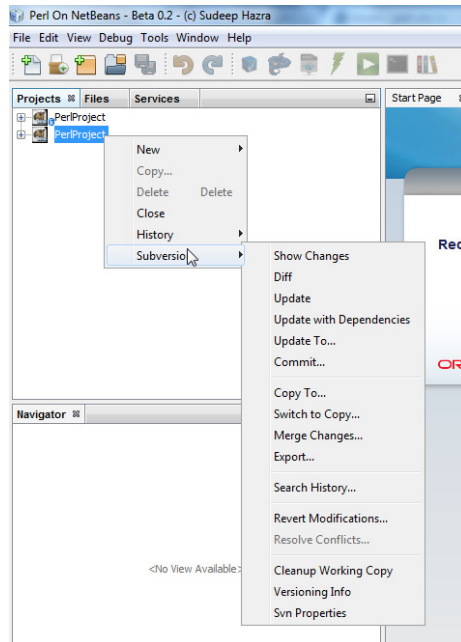 Perl On NetBeans - Beta 0.2 - (c) Sudeep Hazra
File Edit View Debug Tools Window Help
Projects Files Services
Start Page
PerlProject
PerlProject
New
Copy...
Delete Delete
Close
History
Subversion
Show Changes
Diff
Update
Update with Dependencies
Update To...
Commit...
Copy To...
Switch to Copy...
Merge Changes...
Export...
Search History...
Revert Modifications...
Resolve Conflicts...
Cleanup Working Copy
Versioning Info
Svn Properties
Rec
OR
Navigator
<No View Available>